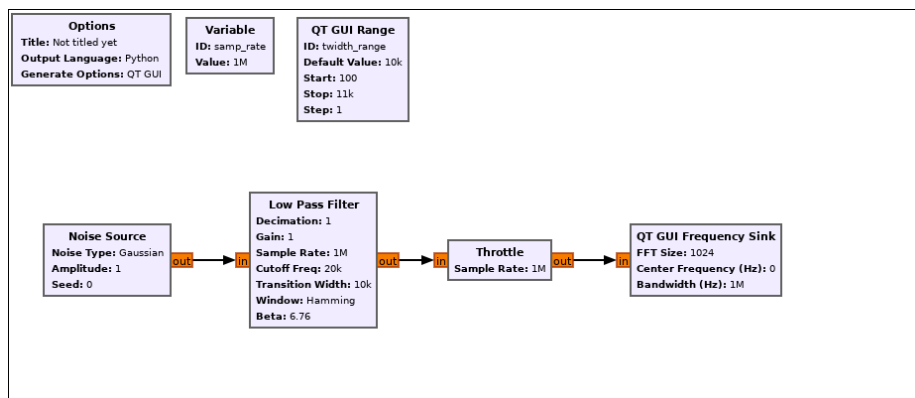 Options
Title: Not titled yet
Output Language: Python
Generate Options: QT GUI
Variable
ID: samp_rate
Value: 1M
QT GUI Range
ID: twidth_range
Default Value: 10k
Start: 100
Stop: 11k
Step: 1
Noise Source
Noise Type: Gaussian
Amplitude: 1
Seed: 0
out
in
Low Pass Filter
Decimation: 1
Gain: 1
Sample Rate: 1M
Cutoff Freq: 20k
Transition Width: 10k
Window: Hamming
Beta: 6.76
out
in
Throttle
Sample Rate: 1M
out
in
QT GUI Frequency Sink
FFT Size: 1024
Center Frequency (Hz): 0
Bandwidth (Hz): 1M